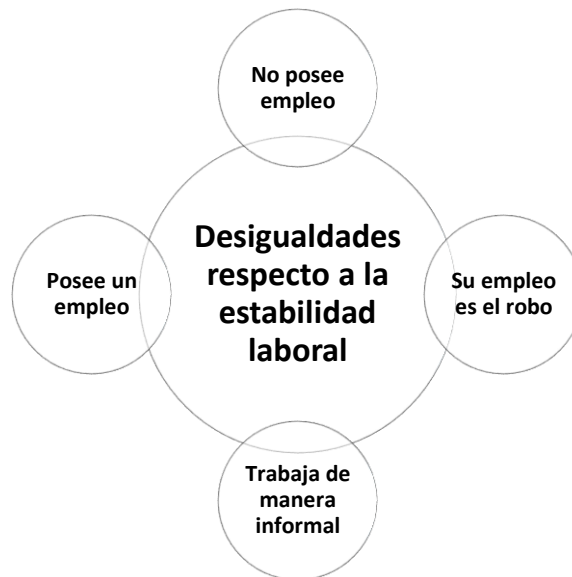 No posee
empleo
Desigualdades
respecto a la
estabilidad
laboral
Posee un
empleo
Su empleo
es el robo
Trabaja de
manera
informal